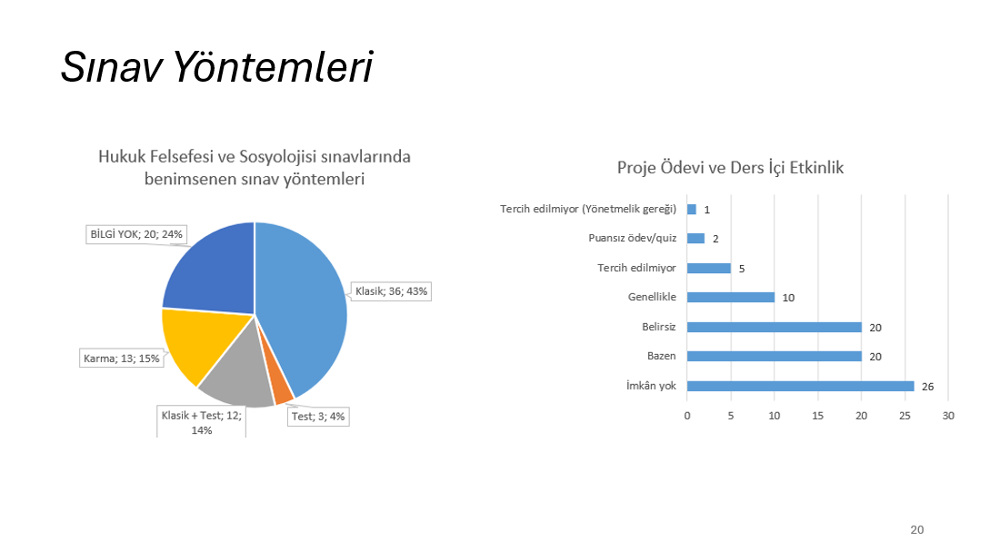 Sınav Yöntemleri
Hukuk Felsefesi ve Sosyolojisi sınavlarında
benimsenen sınav yöntemleri
BİLGİ YOK; 20; 24%
Klasik; 36; 43%
Karma; 13; 15%
Klasik + Test; 12;
14%
Test; 3; 4%
Proje Ödevi ve Ders İçi Etkinlik
Tercih edilmiyor (Yönetmelik gereği) 1
Puansız ödev/quiz 2
Tercih edilmiyor 5
Genellikle 10
Belirsiz 20
Bazen 20
İmkân yok 26
0 5 10 15 20 25 30
20